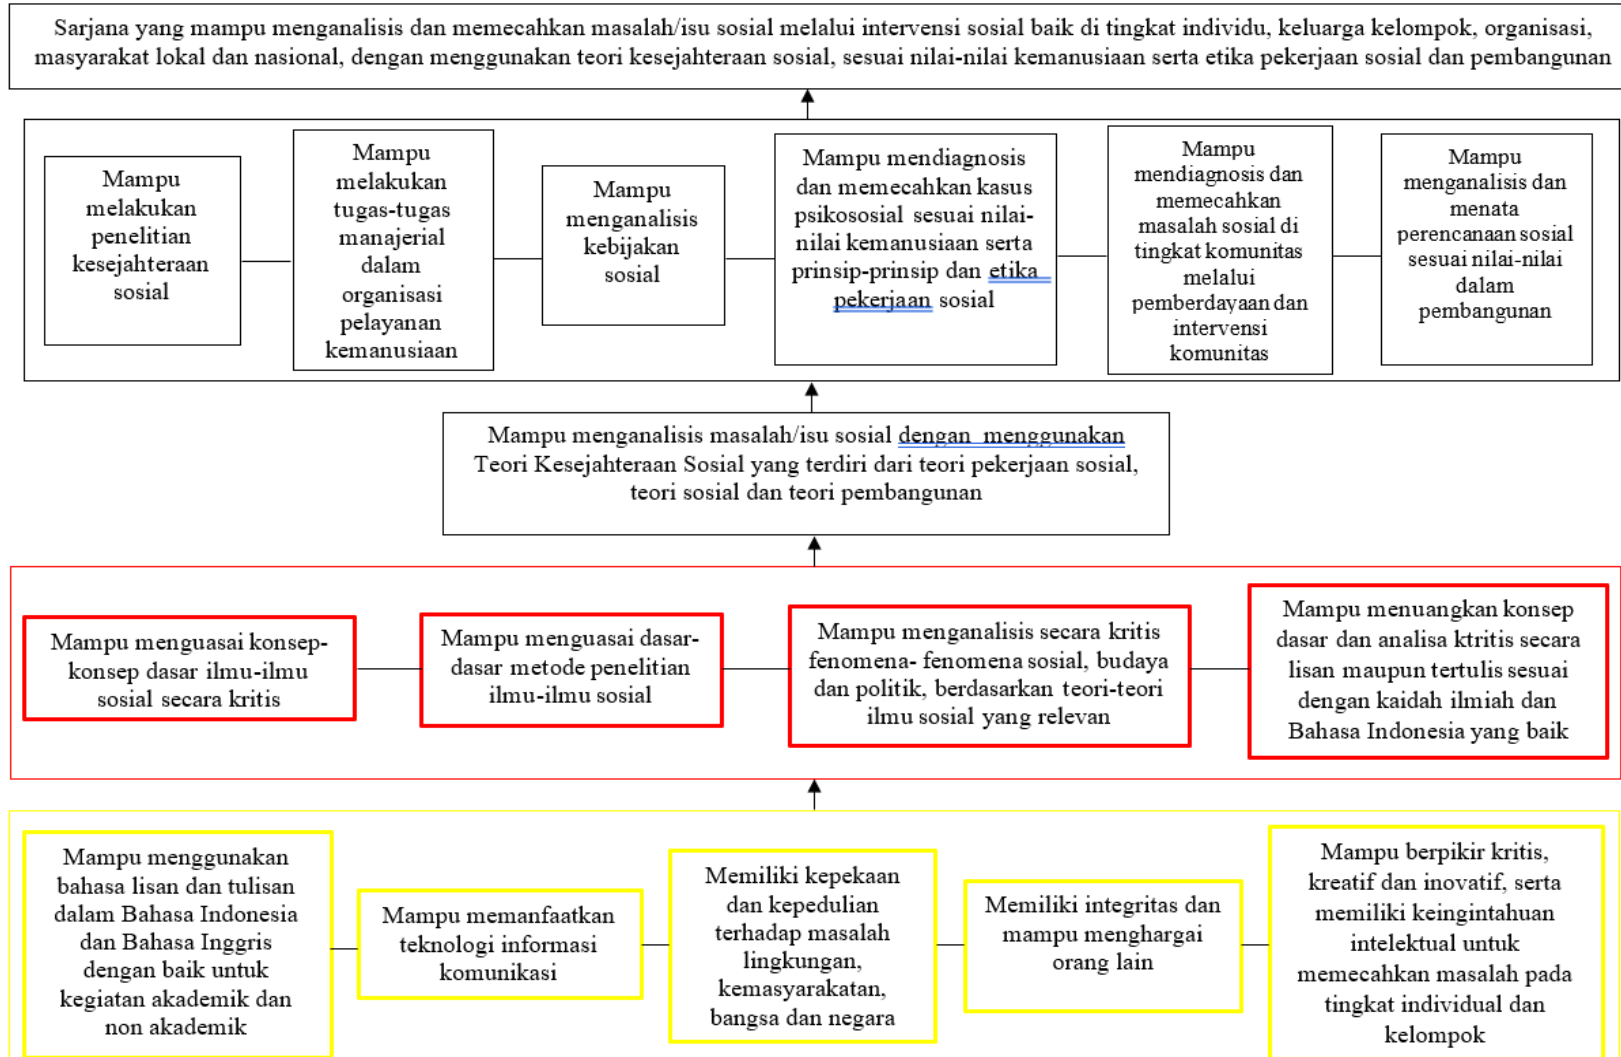 Sarjana yang mampu menganalisis dan memecahkan masalah/isu sosial melalui intervensi sosial baik di tingkat individu, keluarga kelompok, organisasi,
masyarakat lokal dan nasional, dengan menggunakan teori kesejahteraan sosial, sesuai nilai-nilai kemanusiaan serta etika pekerjaan sosial dan pembangunan
Mampu
melakukan
penelitian
kesejahteraan
sosial
Mampu
melakukan
tugas-tugas
manajerial
dalam
organisasi
pelayanan
kemanusiaan
Mampu
menganalisis
kebijakan
sosial
Mampu mendiagnosis
dan memecahkan kasus
psikososial sesuai nilai-
nilai kemanusiaan serta
prinsip-prinsip dan etika
pekerjaan sosial
Mampu
mendiagnosis dan
memecahkan
masalah sosial di
tingkat komunitas
melalui
pemberdayaan dan
intervensi
komunitas
Mampu
menganalisis dan
menata
perencanaan sosial
sesuai nilai-nilai
dalam
pembangunan
Mampu menganalisis masalah/isu sosial dengan menggunakan
Teori Kesejahteraan Sosial yang terdiri dari teori pekerjaan sosial,
teori sosial dan teori pembangunan
Mampu menguasai konsep-
konsep dasar ilmu-ilmu
sosial secara kritis
Mampu menguasai dasar-
dasar metode penelitian
ilmu-ilmu sosial
Mampu menganalisis secara kritis
fenomena- fenomena sosial, budaya
dan politik, berdasarkan teori-teori
ilmu sosial yang relevan
Mampu menuangkan konsep
dasar dan analisa ktritis secara
lisan maupun tertulis sesuai
dengan kaidah ilmiah dan
Bahasa Indonesia yang baik
Mampu menggunakan
bahasa lisan dan tulisan
dalam Bahasa Indonesia
dan Bahasa Inggris
dengan baik untuk
kegiatan akademik dan
non akademik
Mampu memanfaatkan
teknologi informasi
komunikasi
Memiliki kepekaan
dan kepedulian
terhadap masalah
lingkungan,
kemasyarakatan,
bangsa dan negara
Memiliki integritas dan
mampu menghargai
orang lain
Mampu berpikir kritis,
kreatif dan inovatif, serta
memiliki keingintahuan
intelektual untuk
memecahkan masalah pada
tingkat individual dan
kelompok